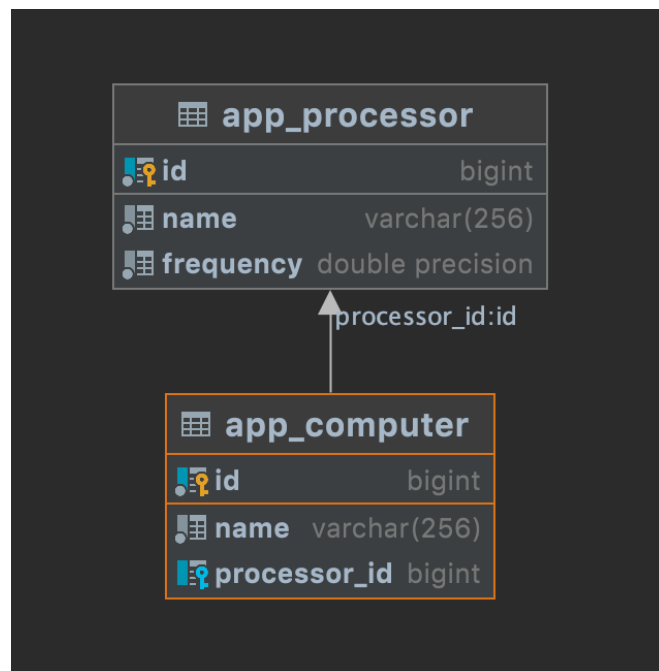 app_processor
id bigint
name varchar(256)
frequency double precision
processor_id:id
app_computer
id bigint
name varchar(256)
processor_id bigint